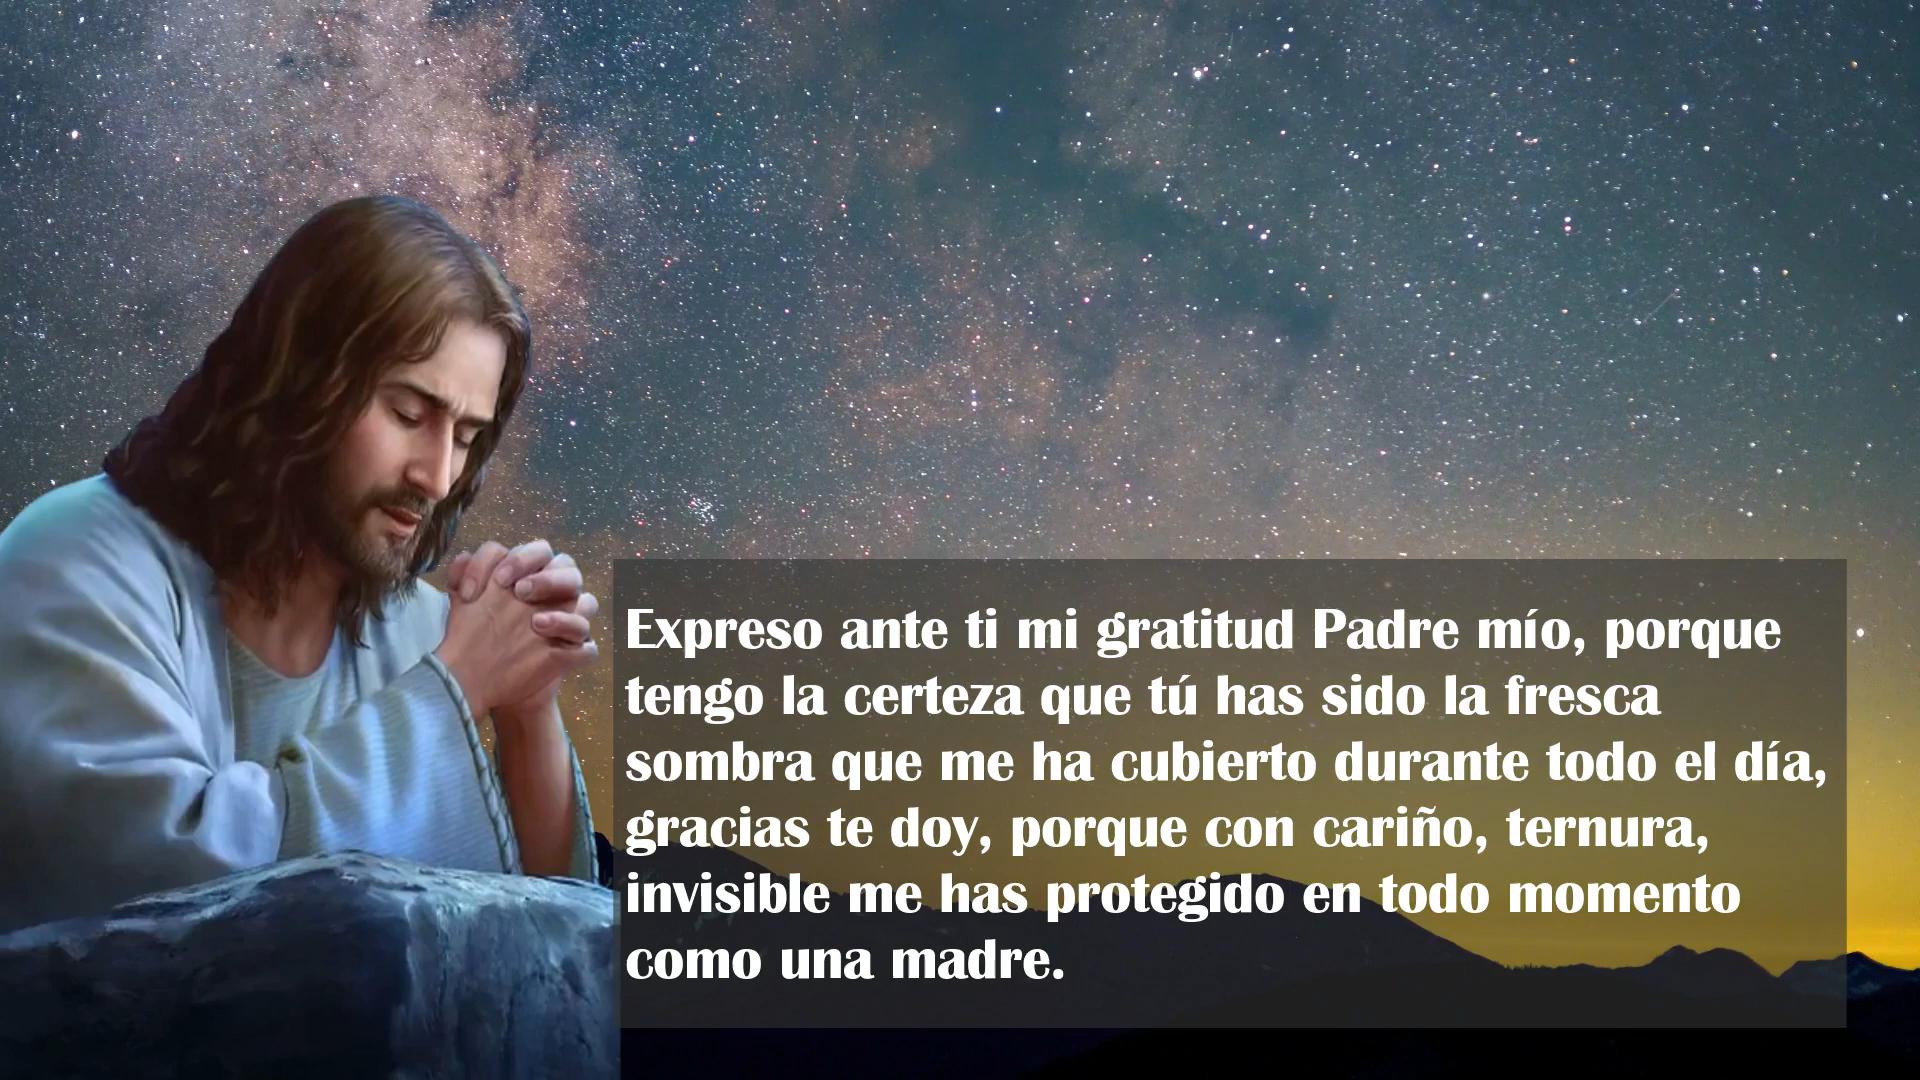 Expreso ante ti mi gratitud Padre mío, porque
tengo la certeza que tú has sido la fresca
sombra que me ha cubierto durante todo el día,
gracias te doy, porque con cariño, ternura,
invisible me has protegido en todo momento
como una madre.